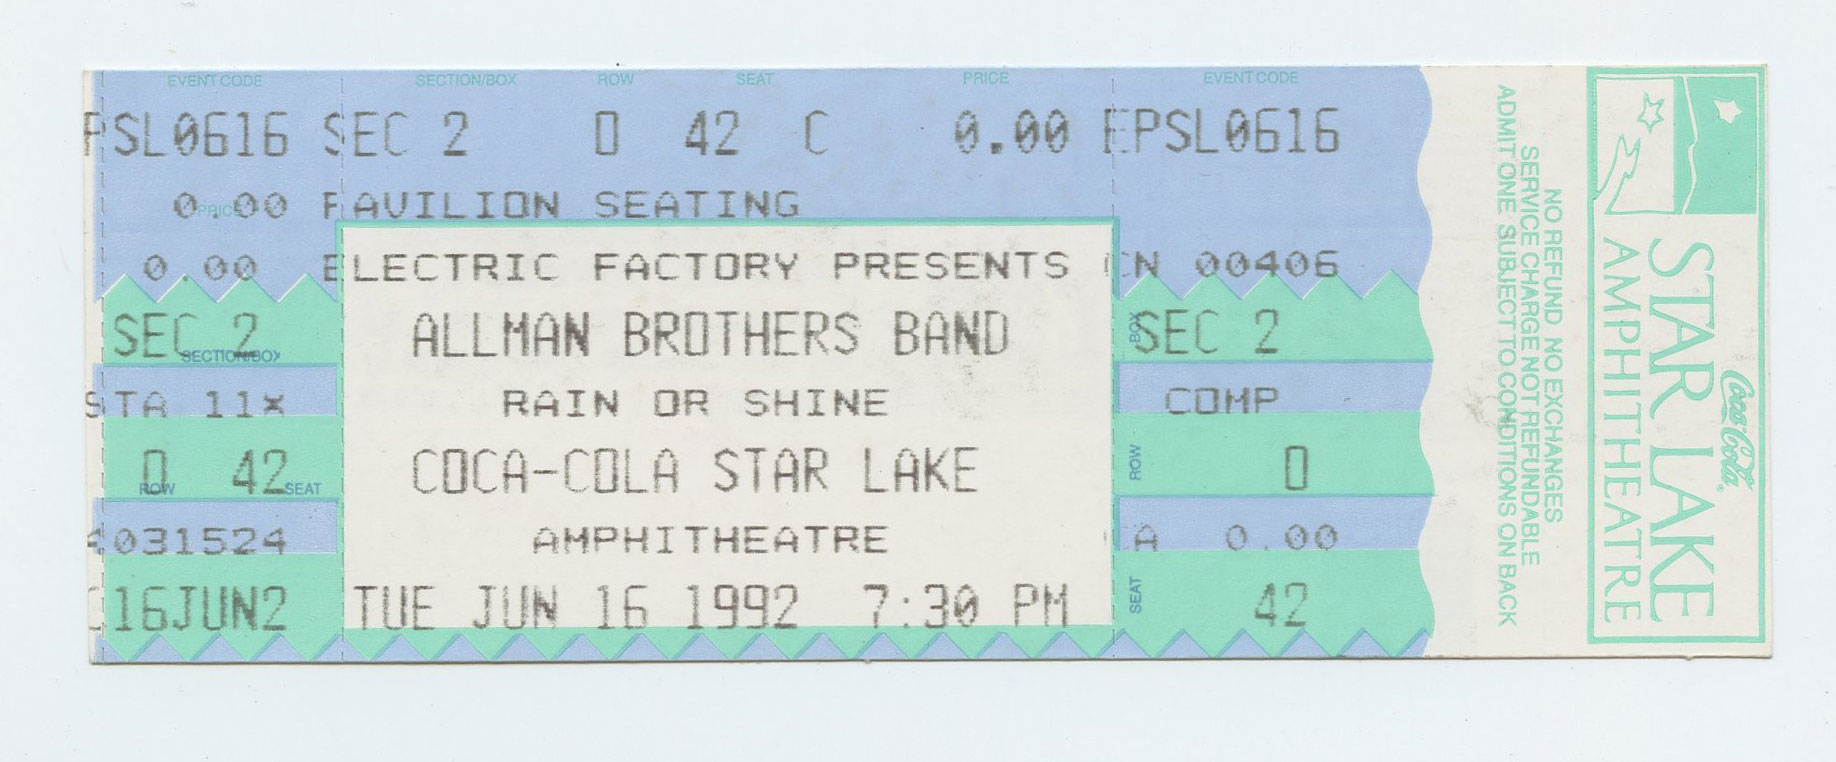 EVENT CODE SECTION/BOX ROW SEAT PRICE EVENT CODE
PSL0616 SEC 2 D 42 C 0.00 EPSL0616
PRICE
0.00 PAVILION SEATING
0.00 ELECTRIC FACTORY PRESENTS CN 00406
SEC 2 ALLMAN BROTHERS BAND BOX SEC 2
SECTION/BOX
STA 11x RAIN OR SHINE COMP
D 42 COCA-COLA STAR LAKE ROW D
ROW SEAT
4031524 AMPHITHEATRE A 0.00
C16JUN2 TUE JUN 16 1992 7:30 PM SEAT 42
NO REFUND NO EXCHANGES
SERVICE CHARGE NOT REFUNDABLE
ADMIT ONE SUBJECT TO CONDITIONS ON BACK
Coca-Cola
STAR LAKE
AMPHITHEATRE